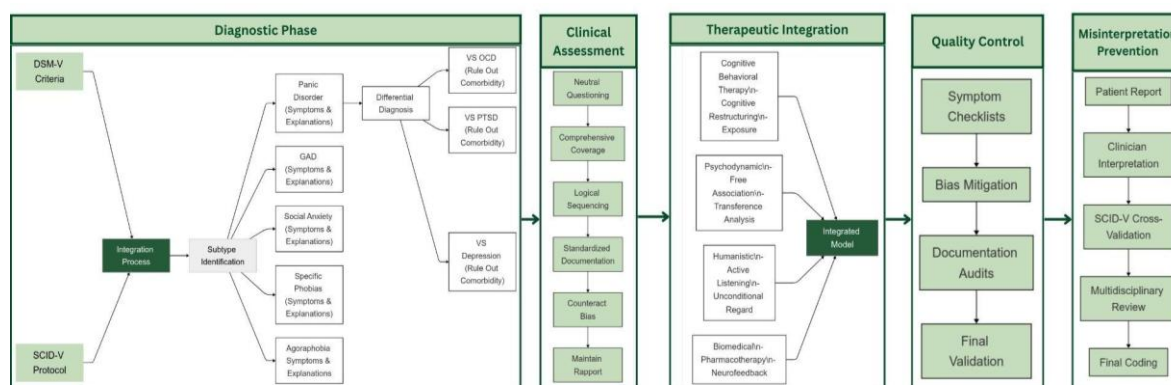 Diagnostic Phase
DSM-V
Criteria
SCID-V
Protocol
Integration
Process
Subtype
Identification
Panic
Disorder
(Symptoms &
Explanations)
GAD
(Symptoms &
Explanations)
Social Anxiety
(Symptoms &
Explanations)
Specific
Phobias
(Symptoms &
Explanations)
Agoraphobia
Symptoms &
Explanations
Differential
Diagnosis
VS OCD
(Rule Out
Comorbidity)
VS PTSD
(Rule Out
Comorbidity)
VS
Depression
(Rule Out
Comorbidity)
Clinical
Assessment
Neutral
Questioning
Comprehensive
Coverage
Logical
Sequencing
Standardized
Documentation
Counteract
Bias
Maintain
Rapport
Therapeutic Integration
Cognitive
Behavioral
Therapy\n-
Cognitive
Restructuring\n-
Exposure
Psychodynamic\n-
Free
Association\n-
Transference
Analysis
Humanistic\n-
Active
Listening\n-
Unconditional
Regard
Biomedical\n-
Pharmacotherapy\n-
Neurofeedback
Integrated
Model
Quality Control
Symptom
Checklists
Bias Mitigation
Documentation
Audits
Final
Validation
Misinterpretation
Prevention
Patient Report
Clinician
Interpretation
SCID-V Cross-
Validation
Multidisciplinary
Review
Final Coding